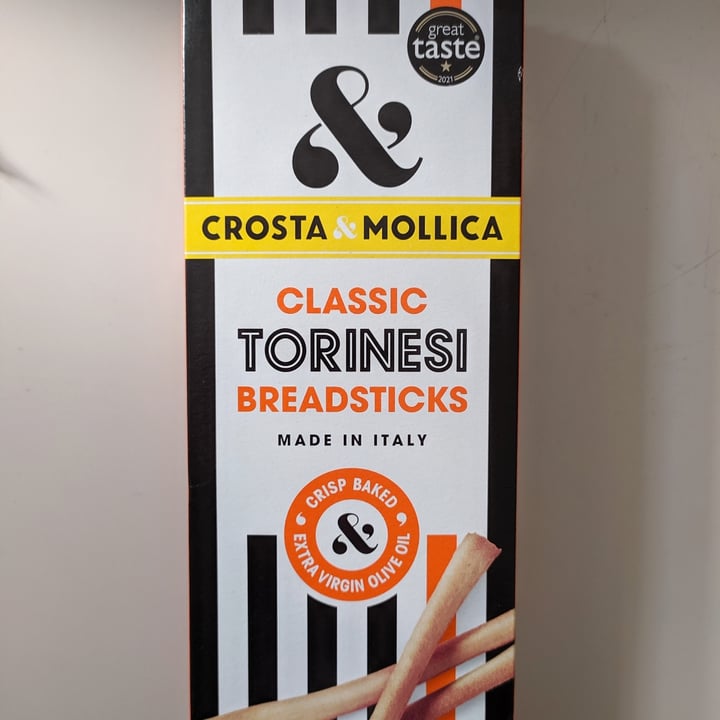 great
taste
2021
&
CROSTA & MOLLICA
CLASSIC
TORINESI
BREADSTICKS
MADE IN ITALY
CRISP BAKED
&
EXTRA VIRGIN OLIVE OIL